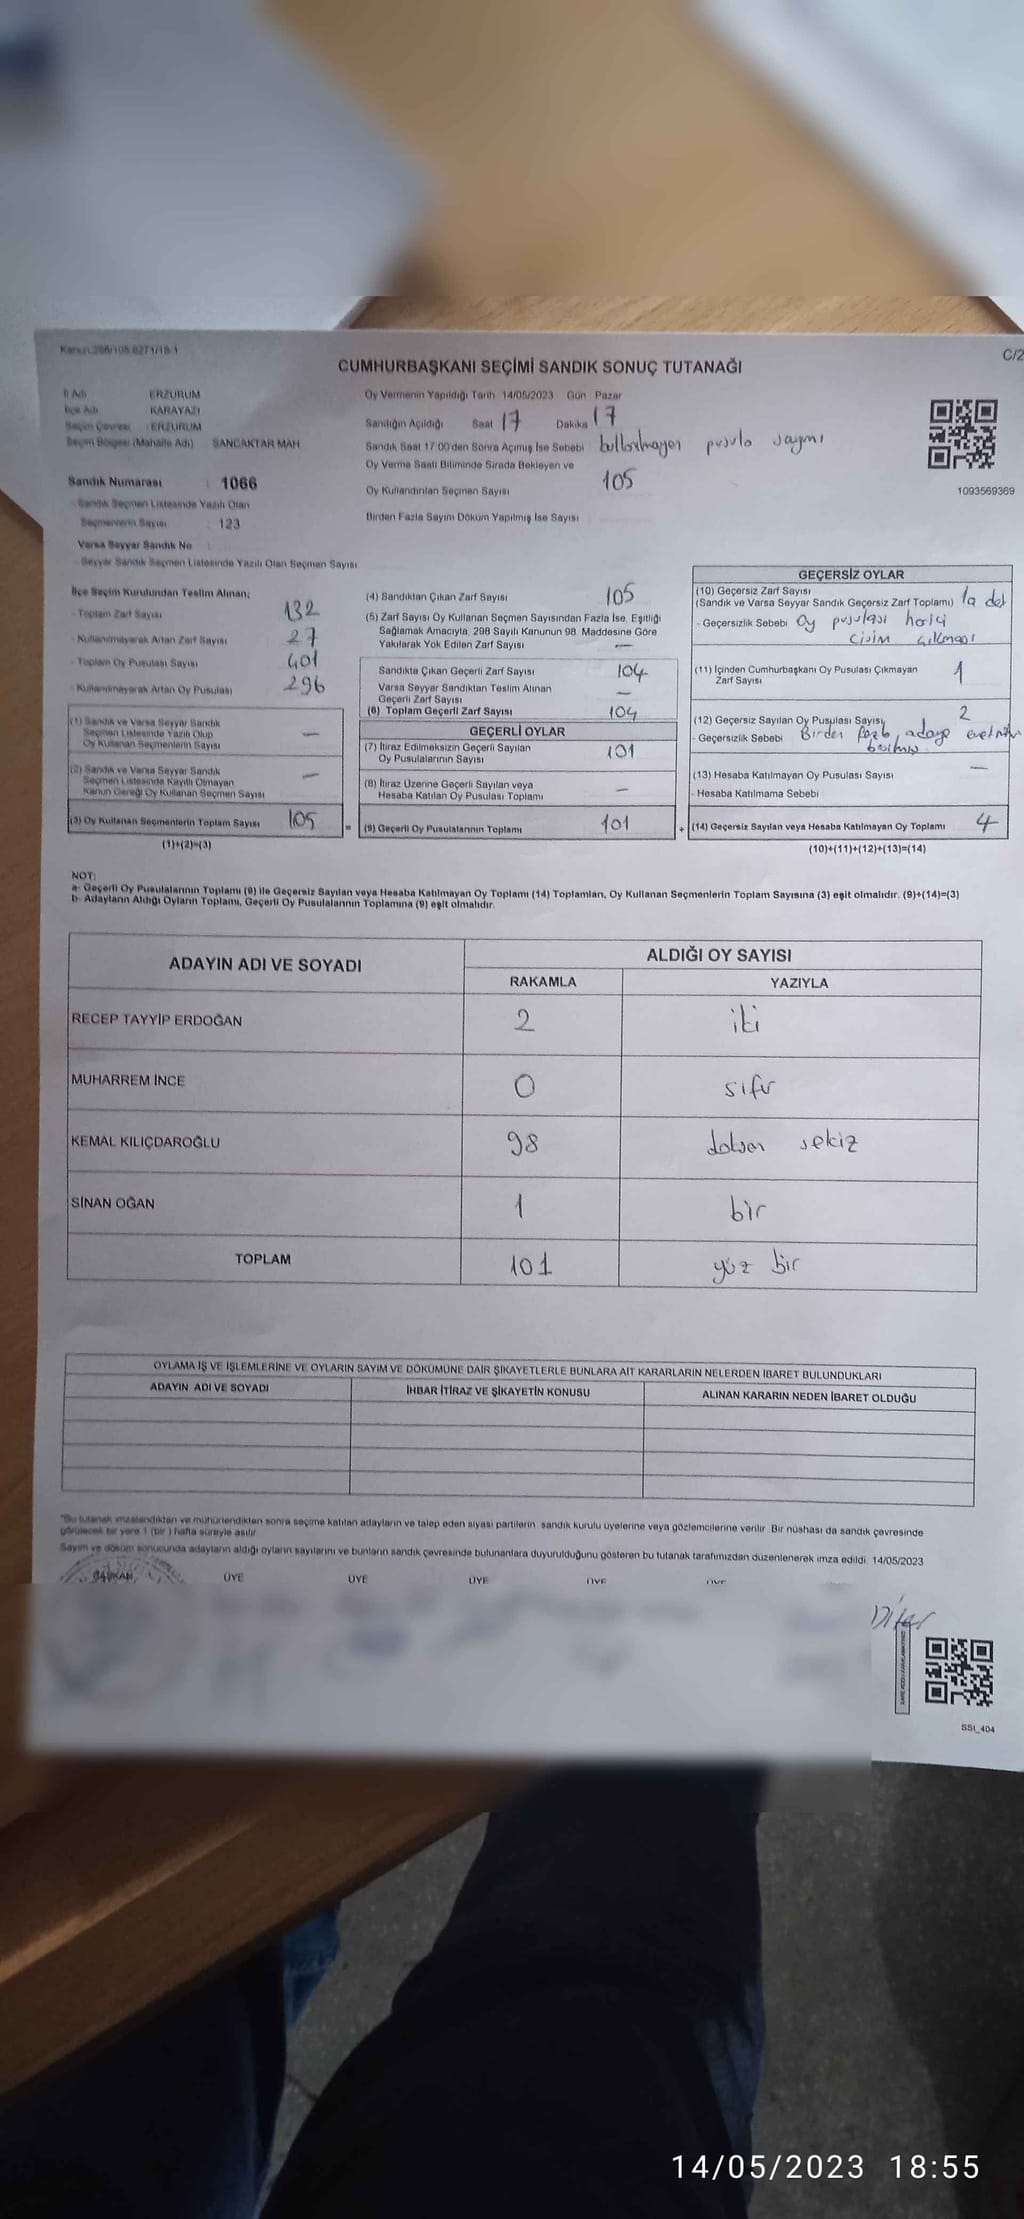 Kanun:298/105,6271/18-1
C/2
CUMHURBAŞKANI SEÇİMİ SANDIK SONUÇ TUTANAĞI
İl Adı ERZURUM
İlçe Adı KARAYAZI
Seçim Çevresi : ERZURUM
Seçim Bölgesi (Mahalle Adı) SANCAKTAR MAH
Sandık Numarası : 1066
- Sandık Seçmen Listesinde Yazılı Olan
Seçmenlerin Sayısı : 123
Varsa Seyyar Sandık No
- Seyyar Sandık Seçmen Listesinde Yazılı Olan Seçmen Sayısı
Oy Vermenin Yapıldığı Tarih 14/05/2023 Gün Pazar
Sandığın Açıldığı Saat 17 Dakika 17
Sandık Saat 17:00'den Sonra Açımış İse Sebebi kullanılmayan pusula sayımı
Oy Verme Saati Bitiminde Sırada Bekleyen ve
Oy Kullandırılan Seçmen Sayısı 105
Birden Fazla Sayım Döküm Yapılmış İse Sayısı
1093569369
İlçe Seçim Kurulundan Teslim Alınan;
- Toplam Zarf Sayısı 132
- Kullanılmayarak Artan Zarf Sayısı 27
- Toplam Oy Pusulası Sayısı 401
- Kullanılmayarak Artan Oy Pusulası 296
(1) Sandık ve Varsa Seyyar Sandık
Seçmen Listesinde Yazılı Olup
Oy Kullanan Seçmenlerin Sayısı —
(2) Sandık ve Varsa Seyyar Sandık
Seçmen Listesinde Kayıtlı Olmayan
Kanun Gereği Oy Kullanan Seçmen Sayısı —
(3) Oy Kullanan Seçmenlerin Toplam Sayısı 105
(1)+(2)=(3)
(4) Sandıktan Çıkan Zarf Sayısı 105
(5) Zarf Sayısı Oy Kullanan Seçmen Sayısından Fazla İse, Eşitliği
Sağlamak Amacıyla, 298 Sayılı Kanunun 98. Maddesine Göre
Yakılarak Yok Edilen Zarf Sayısı —
Sandıkta Çıkan Geçerli Zarf Sayısı 104
Varsa Seyyar Sandıktan Teslim Alınan
Geçerli Zarf Sayısı —
(6) Toplam Geçerli Zarf Sayısı 104
GEÇERLİ OYLAR
(7) İtiraz Edilmeksizin Geçerli Sayılan
Oy Pusulalarının Sayısı 101
(8) İtiraz Üzerine Geçerli Sayılan veya
Hesaba Katılan Oy Pusulası Toplamı —
= (9) Geçerli Oy Pusulalarının Toplamı 101
GEÇERSİZ OYLAR
(10) Geçersiz Zarf Sayısı
(Sandık ve Varsa Seyyar Sandık Geçersiz Zarf Toplamı) 1a det
- Geçersizlik Sebebi Oy pusulası harici
cisim çıkması
(11) İçinden Cumhurbaşkanı Oy Pusulası Çıkmayan
Zarf Sayısı 1
(12) Geçersiz Sayılan Oy Pusulası Sayısı 2
- Geçersizlik Sebebi Birden fazla, adaya evet mührü
basılmış
(13) Hesaba Katılmayan Oy Pusulası Sayısı —
- Hesaba Katılmama Sebebi
+ (14) Geçersiz Sayılan veya Hesaba Katılmayan Oy Toplamı 4
(10)+(11)+(12)+(13)=(14)
NOT:
a- Geçerli Oy Pusulalarının Toplamı (9) ile Geçersiz Sayılan veya Hesaba Katılmayan Oy Toplamı (14) Toplamları, Oy Kullanan Seçmenlerin Toplam Sayısına (3) eşit olmalıdır. (9)+(14)=(3)
b- Adayların Aldığı Oyların Toplamı, Geçerli Oy Pusulalarının Toplamına (9) eşit olmalıdır.
ADAYIN ADI VE SOYADI ALDIĞI OY SAYISI
RAKAMLA YAZIYLA
RECEP TAYYİP ERDOĞAN 2 iki
MUHARREM İNCE 0 sıfır
KEMAL KILIÇDAROĞLU 98 doksan sekiz
SİNAN OĞAN 1 bir
TOPLAM 101 yüz bir
OYLAMA İŞ VE İŞLEMLERİNE VE OYLARIN SAYIM VE DÖKÜMÜNE DAİR ŞİKAYETLERLE BUNLARA AİT KARARLARIN NELERDEN İBARET BULUNDUKLARI
ADAYIN ADI VE SOYADI İHBAR İTİRAZ VE ŞİKAYETİN KONUSU ALINAN KARARIN NEDEN İBARET OLDUĞU
*Bu tutanak imzalandıktan ve mühürlendikten sonra seçime katılan adayların ve talep eden siyasi partilerin sandık kurulu üyelerine veya gözlemcilerine verilir. Bir nüshası da sandık çevresinde
görülecek bir yere 1 (bir) hafta süreyle asılır.
Sayım ve döküm sonucunda adayların aldığı oyların sayılarını ve bunların sandık çevresinde bulunanlara duyurulduğunu gösteren bu tutanak tarafımızdan düzenlenerek imza edildi. 14/05/2023
BAŞKAN ÜYE ÜYE ÜYE ÜYE ÜYE
SSI_404
14/05/2023 18:55